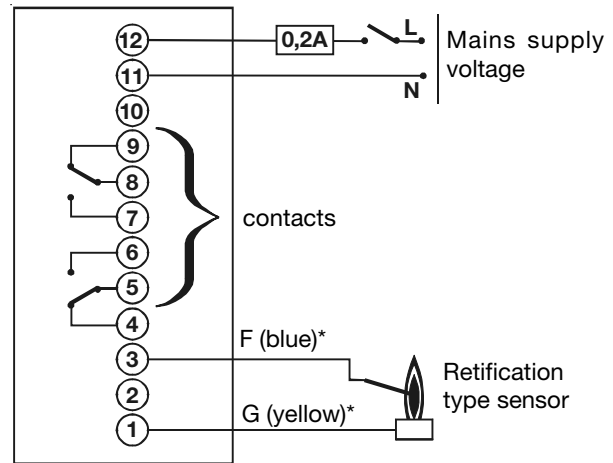 12
0,2A
L
Mains supply
voltage
11
N
10
9
8
7
contacts
6
5
4
F (blue)*
3
Retification
type sensor
2
G (yellow)*
1